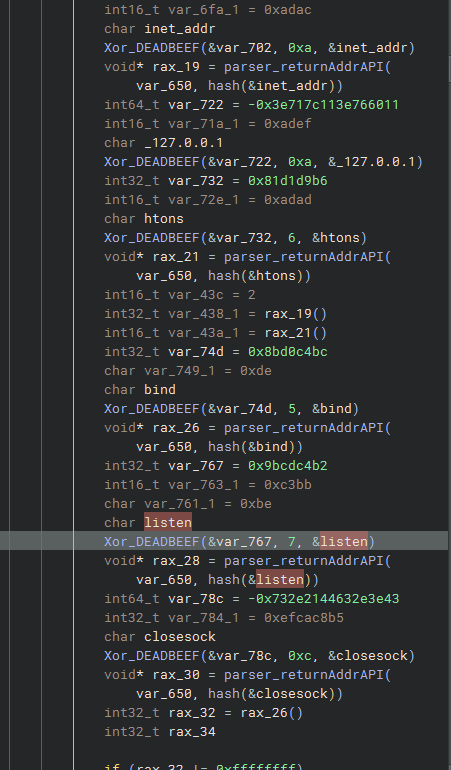 int16_t var_6fa_1 = 0xadac
char inet_addr
Xor_DEADBEEF(&var_702, 0xa, &inet_addr)
void* rax_19 = parser_returnAddrAPI(
var_650, hash(&inet_addr))
int64_t var_722 = -0x3e717c113e766011
int16_t var_71a_1 = 0xadef
char _127.0.0.1
Xor_DEADBEEF(&var_722, 0xa, &_127.0.0.1)
int32_t var_732 = 0x81d1d9b6
int16_t var_72e_1 = 0xadad
char htons
Xor_DEADBEEF(&var_732, 6, &htons)
void* rax_21 = parser_returnAddrAPI(
var_650, hash(&htons))
int16_t var_43c = 2
int32_t var_438_1 = rax_19()
int16_t var_43a_1 = rax_21()
int32_t var_74d = 0x8bd0c4bc
char var_749_1 = 0xde
char bind
Xor_DEADBEEF(&var_74d, 5, &bind)
void* rax_26 = parser_returnAddrAPI(
var_650, hash(&bind))
int32_t var_767 = 0x9bcdc4b2
int16_t var_763_1 = 0xc3bb
char var_761_1 = 0xbe
char listen
Xor_DEADBEEF(&var_767, 7, &listen)
void* rax_28 = parser_returnAddrAPI(
var_650, hash(&listen))
int64_t var_78c = -0x732e2144632e3e43
int32_t var_784_1 = 0xefcac8b5
char closesock
Xor_DEADBEEF(&var_78c, 0xc, &closesock)
void* rax_30 = parser_returnAddrAPI(
var_650, hash(&closesock))
int32_t rax_32 = rax_26()
int32_t rax_34
if (rax_32 != 0xffffffff)